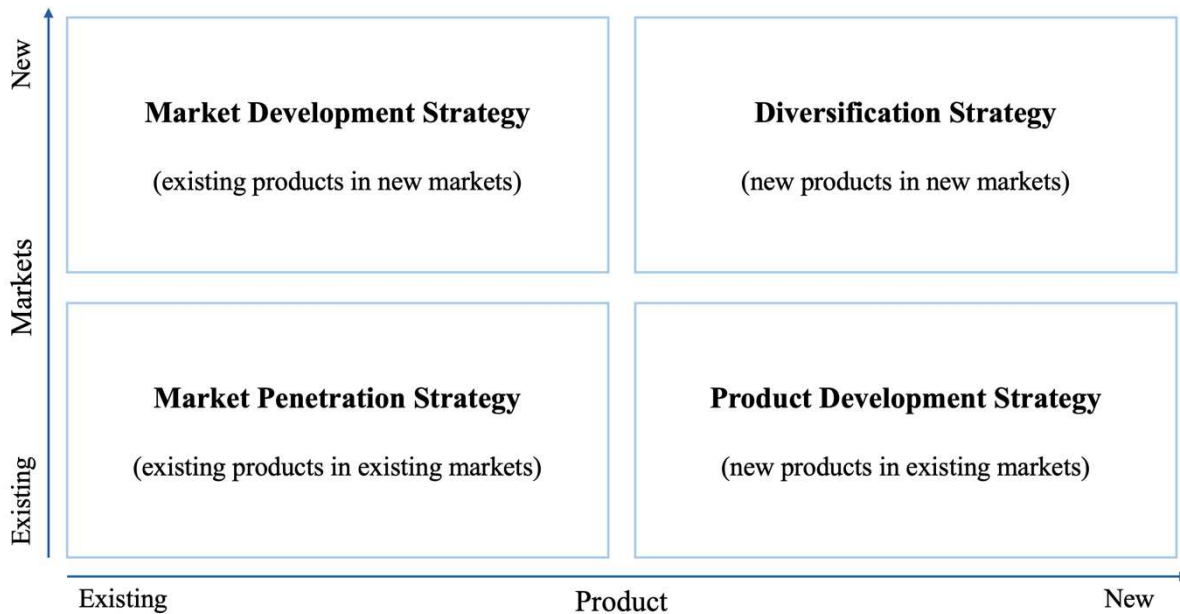 New
Market Development Strategy
(existing products in new markets)
Diversification Strategy
(new products in new markets)
Markets
Market Penetration Strategy
(existing products in existing markets)
Product Development Strategy
(new products in existing markets)
Existing
Existing
Product
New